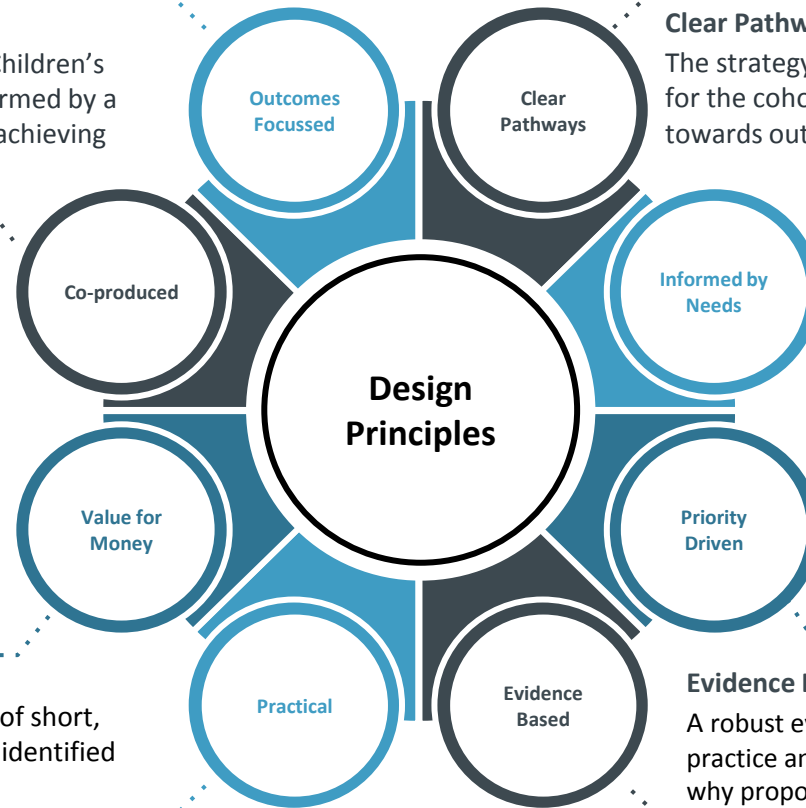 Clear Pathw
The strategy
for the coho
towards out
Children's
rmed by a
achieving
Outcomes
Focussed
Clear
Pathways
Co-produced
Informed by
Needs
Design
Principles
Value for
Money
Priority
Driven
Practical
Evidence
Based
of short,
identified
Evidence
A robust ev
practice an
why propo